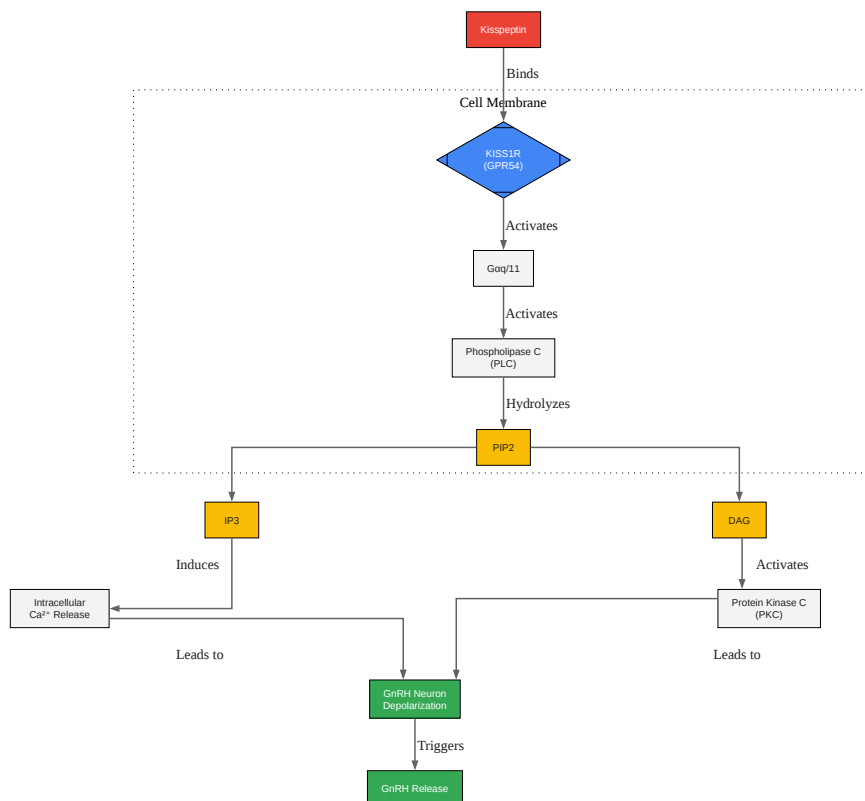 Kisspeptin
Binds
Cell Membrane
KISS1R
(GPR54)
Activates
Gαq/11
Activates
Phospholipase C
(PLC)
Hydrolyzes
PIP2
IP3
DAG
Induces
Activates
Intracellular
Ca²⁺ Release
Protein Kinase C
(PKC)
Leads to
Leads to
GnRH Neuron
Depolarization
Triggers
GnRH Release